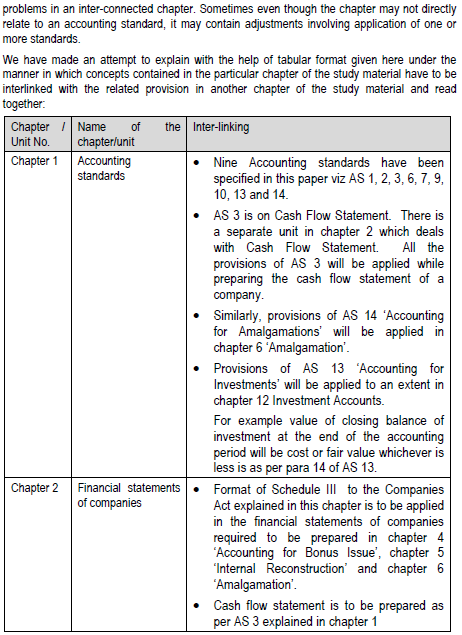 problems in an inter-connected chapter. Sometimes even though the chapter may not directly
relate to an accounting standard, it may contain adjustments involving application of one or
more standards.
We have made an attempt to explain with the help of tabular format given here under the
manner in which concepts contained in the particular chapter of the study material have to be
interlinked with the related provision in another chapter of the study material and read
together:
Chapter / Unit No.
Name of the chapter/unit
Inter-linking
Chapter 1
Accounting
standards
• Nine Accounting standards have been
specified in this paper viz AS 1, 2, 3, 6, 7, 9,
10, 13 and 14.
• AS 3 is on Cash Flow Statement. There is
a separate unit in chapter 2 which deals
with Cash Flow Statement. All the
provisions of AS 3 will be applied while
preparing the cash flow statement of a
company.
• Similarly, provisions of AS 14 'Accounting
for Amalgamations' will be applied in
chapter 6 'Amalgamation'.
• Provisions of AS 13 'Accounting for
Investments' will be applied to an extent in
chapter 12 Investment Accounts.
For example value of closing balance of
investment at the end of the accounting
period will be cost or fair value whichever is
less is as per para 14 of AS 13.
Chapter 2
Financial statements
of companies
• Format of Schedule III to the Companies
Act explained in this chapter is to be applied
in the financial statements of companies
required to be prepared in chapter 4
'Accounting for Bonus Issue', chapter 5
'Internal Reconstruction' and chapter 6
'Amalgamation'.
• Cash flow statement is to be prepared as
per AS 3 explained in chapter 1